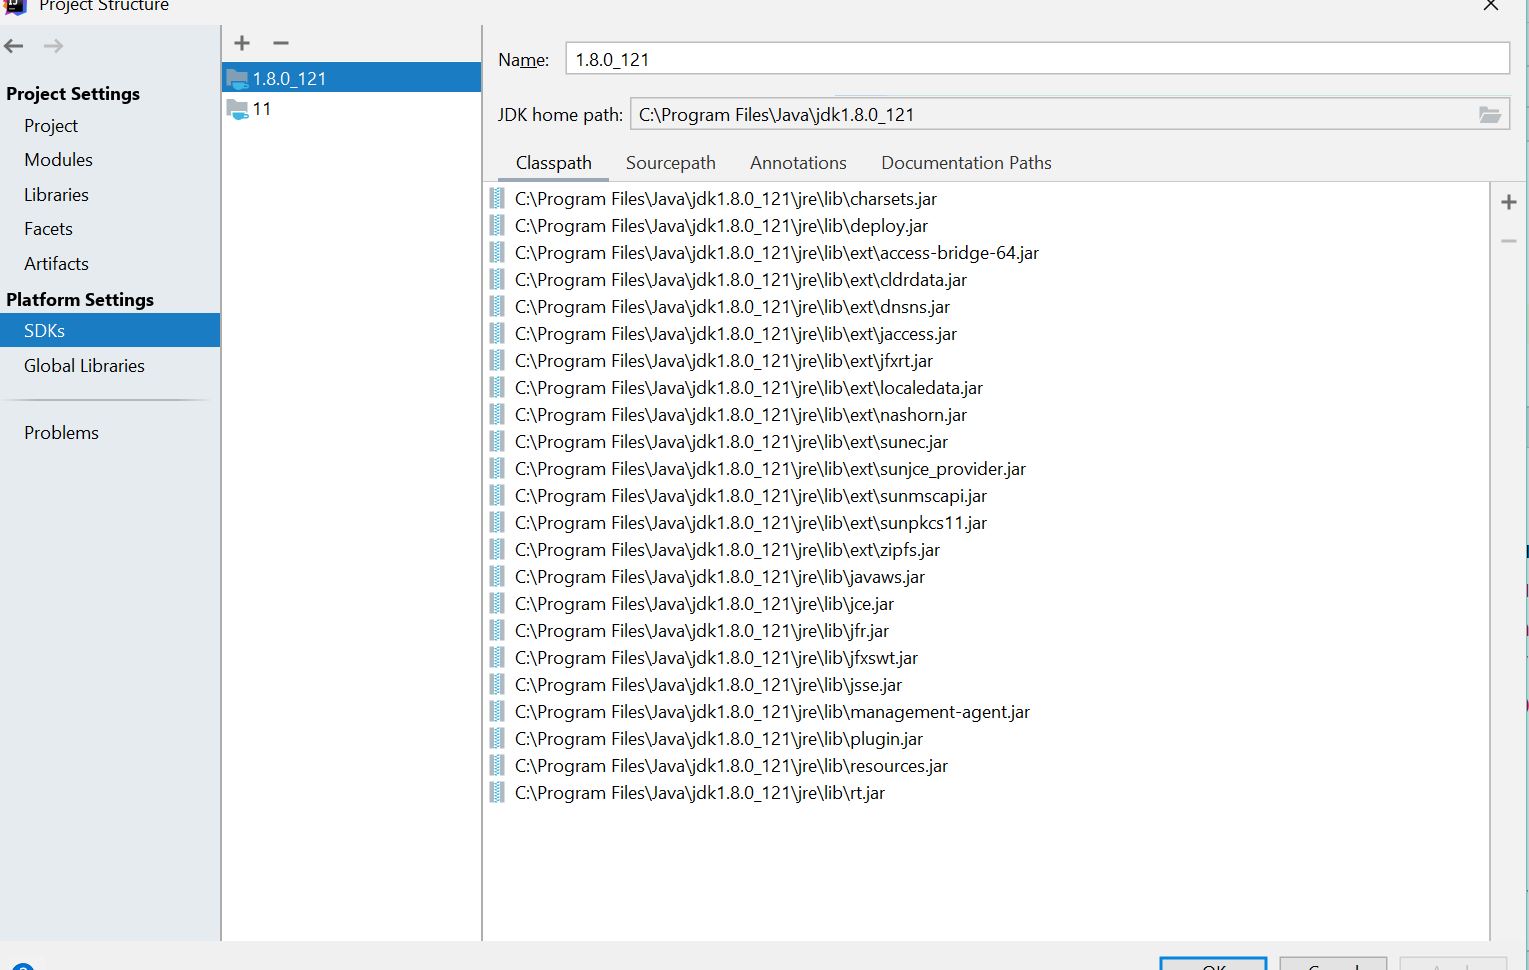 Project Structure
Project Settings
Project
Modules
Libraries
Facets
Artifacts
Platform Settings
SDKs
Global Libraries
Problems
1.8.0_121
11
Name: 1.8.0_121
JDK home path: C:\Program Files\Java\jdk1.8.0_121
Classpath Sourcepath Annotations Documentation Paths
C:\Program Files\Java\jdk1.8.0_121\jre\lib\charsets.jar
C:\Program Files\Java\jdk1.8.0_121\jre\lib\deploy.jar
C:\Program Files\Java\jdk1.8.0_121\jre\lib\ext\access-bridge-64.jar
C:\Program Files\Java\jdk1.8.0_121\jre\lib\ext\cldrdata.jar
C:\Program Files\Java\jdk1.8.0_121\jre\lib\ext\dnsns.jar
C:\Program Files\Java\jdk1.8.0_121\jre\lib\ext\jaccess.jar
C:\Program Files\Java\jdk1.8.0_121\jre\lib\ext\jfxrt.jar
C:\Program Files\Java\jdk1.8.0_121\jre\lib\ext\localedata.jar
C:\Program Files\Java\jdk1.8.0_121\jre\lib\ext\nashorn.jar
C:\Program Files\Java\jdk1.8.0_121\jre\lib\ext\sunec.jar
C:\Program Files\Java\jdk1.8.0_121\jre\lib\ext\sunjce_provider.jar
C:\Program Files\Java\jdk1.8.0_121\jre\lib\ext\sunmscapi.jar
C:\Program Files\Java\jdk1.8.0_121\jre\lib\ext\sunpkcs11.jar
C:\Program Files\Java\jdk1.8.0_121\jre\lib\ext\zipfs.jar
C:\Program Files\Java\jdk1.8.0_121\jre\lib\javaws.jar
C:\Program Files\Java\jdk1.8.0_121\jre\lib\jce.jar
C:\Program Files\Java\jdk1.8.0_121\jre\lib\jfr.jar
C:\Program Files\Java\jdk1.8.0_121\jre\lib\jfxswt.jar
C:\Program Files\Java\jdk1.8.0_121\jre\lib\jsse.jar
C:\Program Files\Java\jdk1.8.0_121\jre\lib\management-agent.jar
C:\Program Files\Java\jdk1.8.0_121\jre\lib\plugin.jar
C:\Program Files\Java\jdk1.8.0_121\jre\lib\resources.jar
C:\Program Files\Java\jdk1.8.0_121\jre\lib\rt.jar